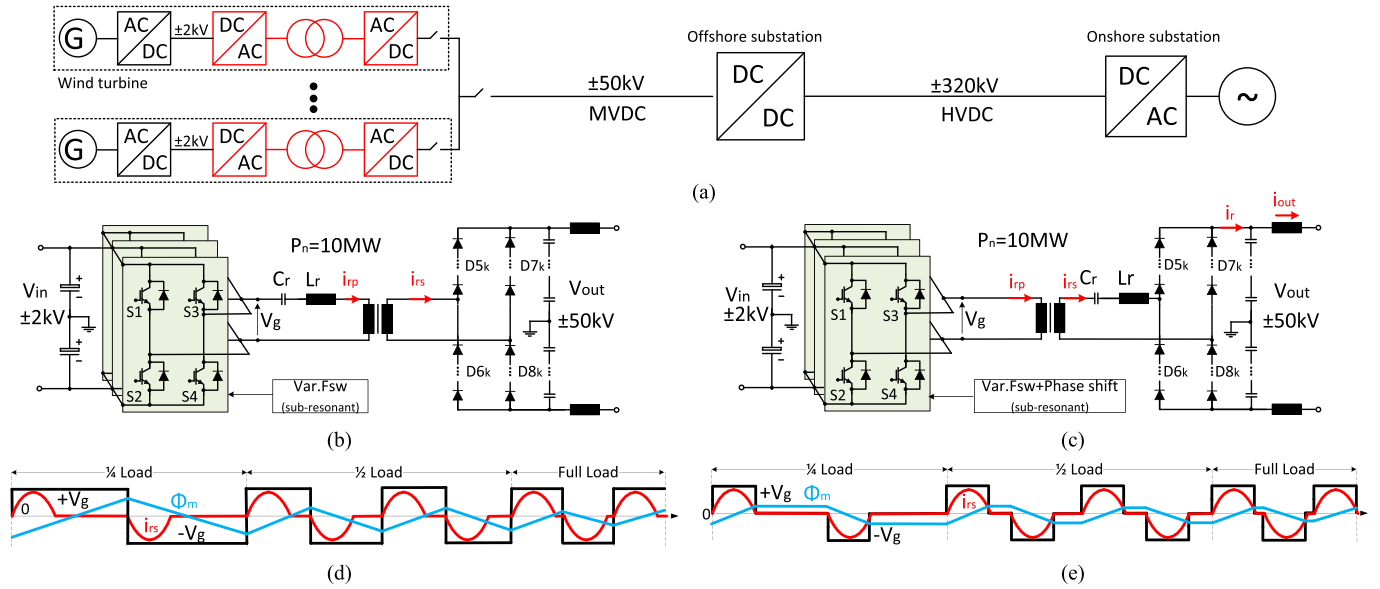 G AC DC ±2kV DC AC AC DC
Wind turbine
G AC DC ±2kV DC AC AC DC
±50kV
MVDC
Offshore substation
DC DC
±320kV
HVDC
Onshore substation
DC AC
~
(a)
Vin
±2kV
+
−
+
−
S1 S3
S2 S4
Pn=10MW
Cr Lr irp irs
Vg
D5k D7k
D6k D8k
Vout
±50kV
Var.Fsw
(sub-resonant)
(b)
Vin
±2kV
+
−
+
−
S1 S3
S2 S4
Pn=10MW
irp irs Cr Lr
Vg
D5k D7k
D6k D8k
ir iout
Vout
±50kV
Var.Fsw+Phase shift
(sub-resonant)
(c)
¼ Load ½ Load Full Load
0 +Vg Φm
irs -Vg
(d)
¼ Load ½ Load Full Load
+Vg Φm irs
0
-Vg
(e)